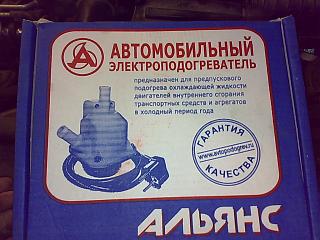 АВТОМОБИЛЬНЫЙ
ЭЛЕКТРОПОДОГРЕВАТЕЛЬ
предназначен для предпускового
подогрева охлаждающей жидкости
двигателей внутреннего сгорания
транспортных средств и агрегатов
в холодный период года
ГАРАНТИЯ
www.avtopodogrev.ru
КАЧЕСТВА
АЛЬЯНС